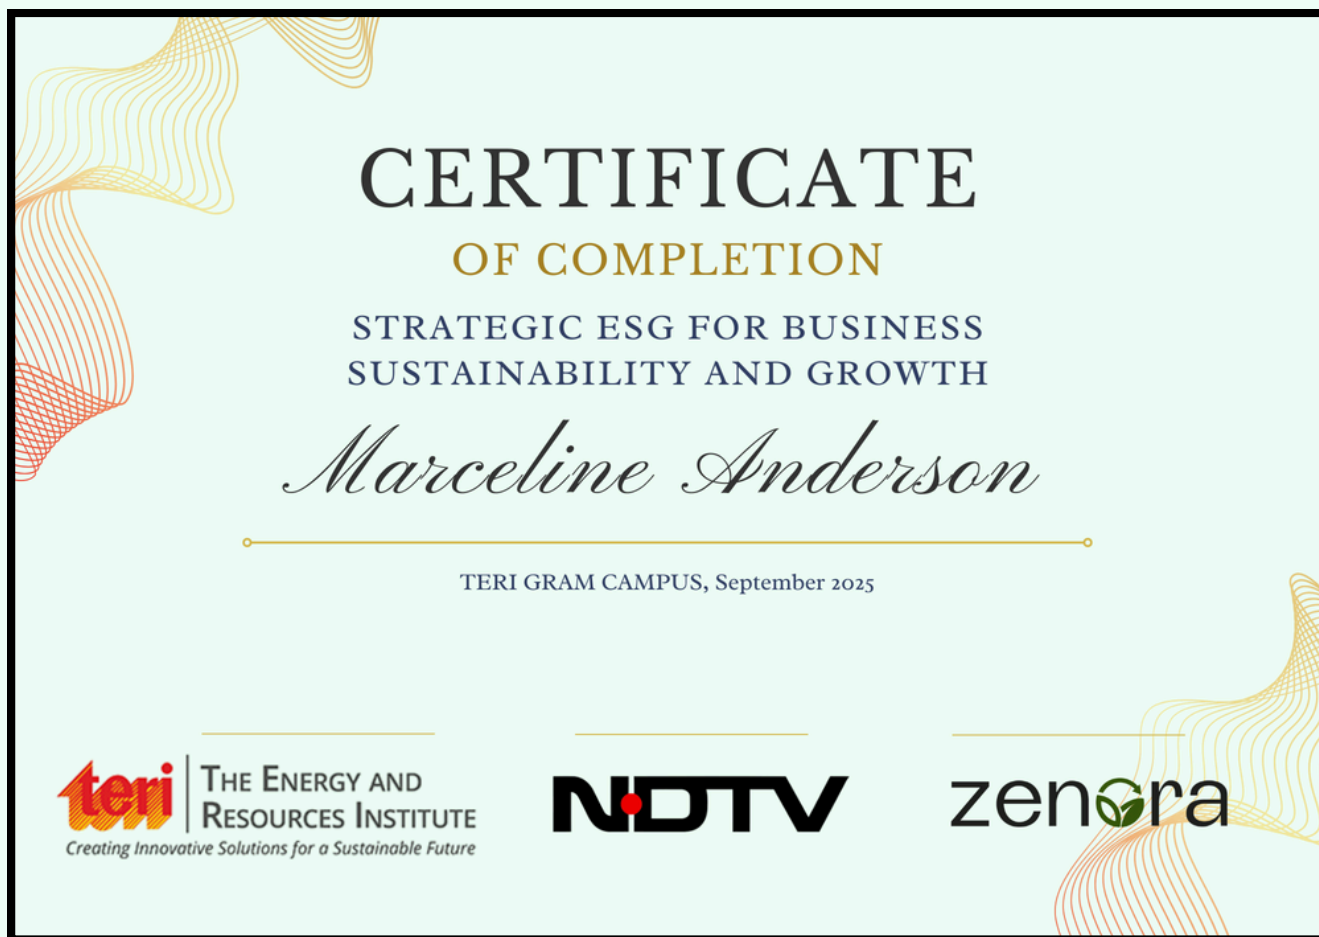 CERTIFICATE
OF COMPLETION
STRATEGIC ESG FOR BUSINESS
SUSTAINABILITY AND GROWTH
Marceline Anderson
TERI GRAM CAMPUS, September 2025
teri
THE ENERGY AND
RESOURCES INSTITUTE
Creating Innovative Solutions for a Sustainable Future
NDTV
zenora